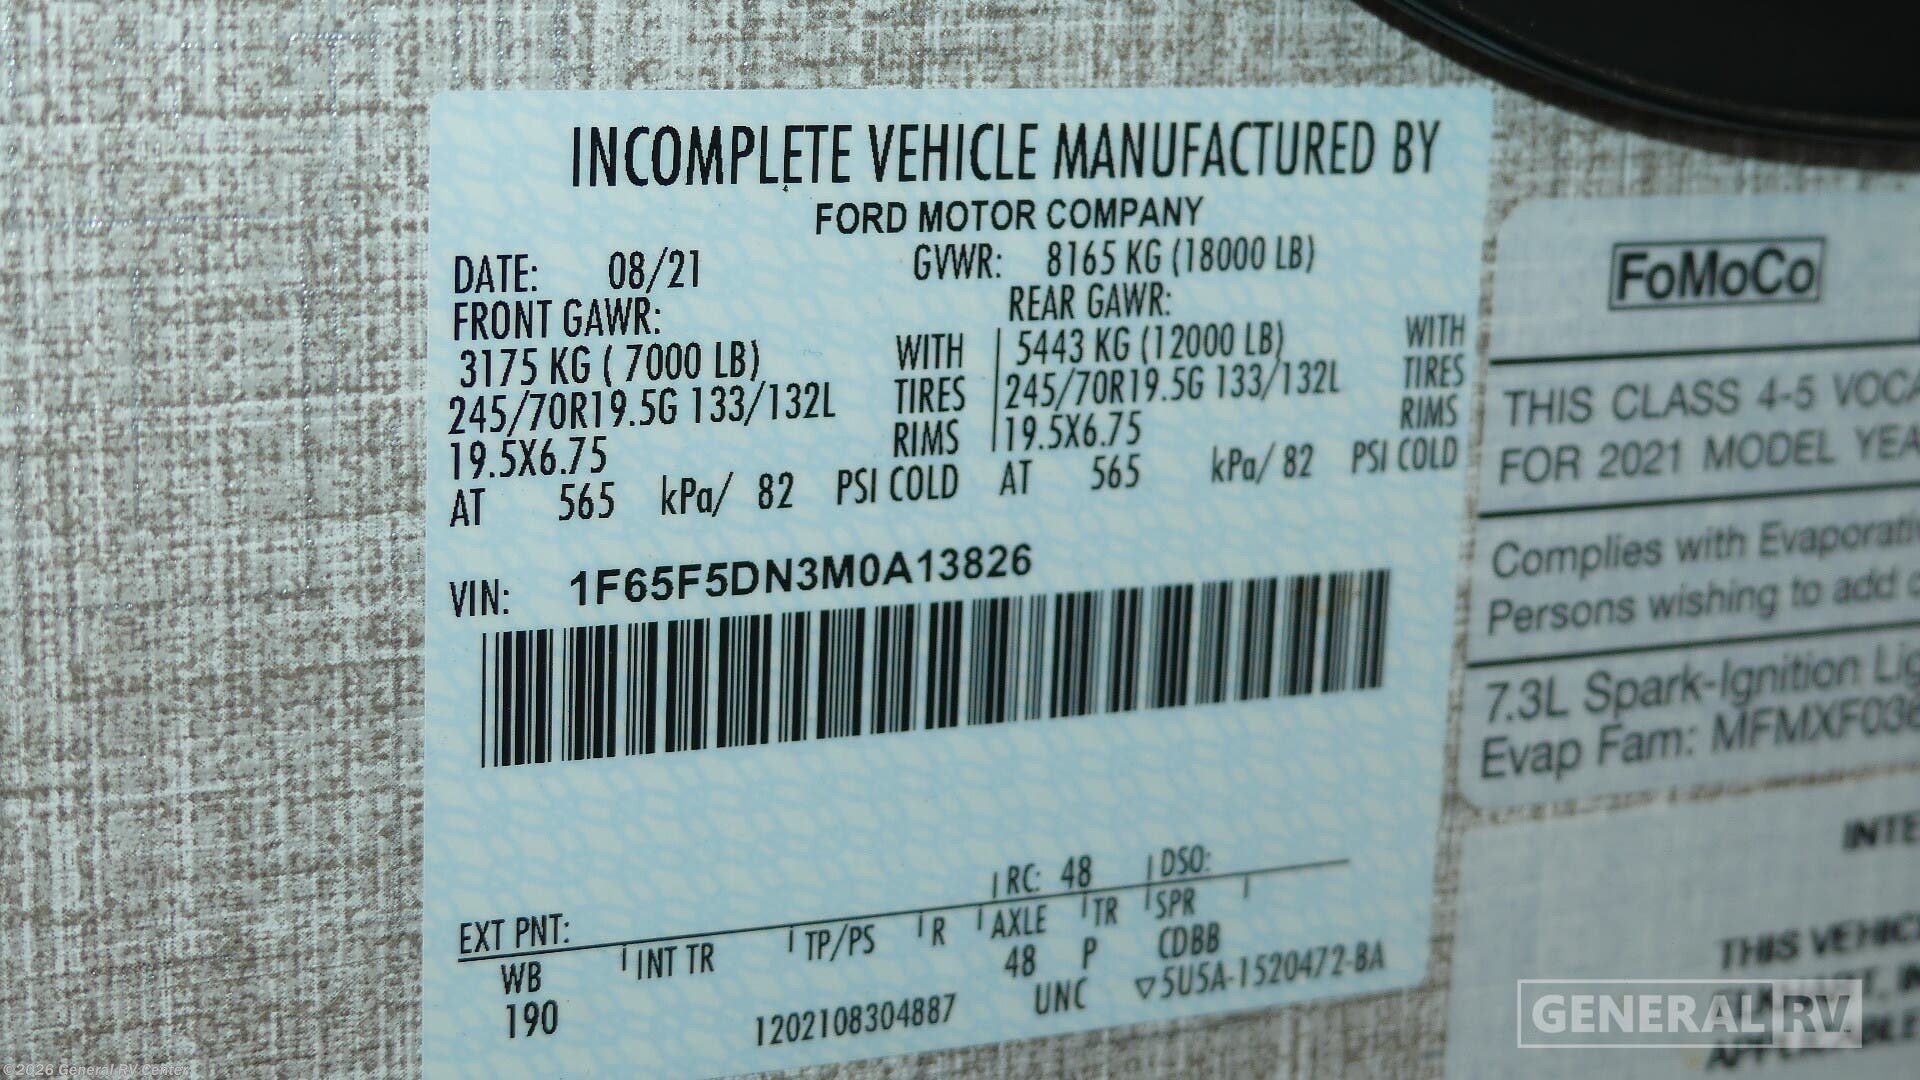 INCOMPLETE VEHICLE MANUFACTURED BY
FORD MOTOR COMPANY
DATE: 08/21 GVWR: 8165 KG (18000 LB)
FRONT GAWR: REAR GAWR:
3175 KG ( 7000 LB) WITH 5443 KG (12000 LB) WITH
245/70R19.5G 133/132L TIRES 245/70R19.5G 133/132L TIRES
19.5X6.75 RIMS 19.5X6.75 RIMS
AT 565 kPa/ 82 PSI COLD AT 565 kPa/ 82 PSI COLD
VIN: 1F65F5DN3M0A13826
EXT PNT: RC: 48 DSO:
WB INT TR TP/PS R AXLE TR SPR
190 48 P CDBB
1202108304887 UNC ▽5U5A-1520472-BA
FoMoCo
THIS CLASS 4-5
FOR 2021 MODEL
Complies with
Persons wishing to add
7.3L Spark-Ignition
Evap Fam:
THIS
GENERAL RV
©2026 General RV Center